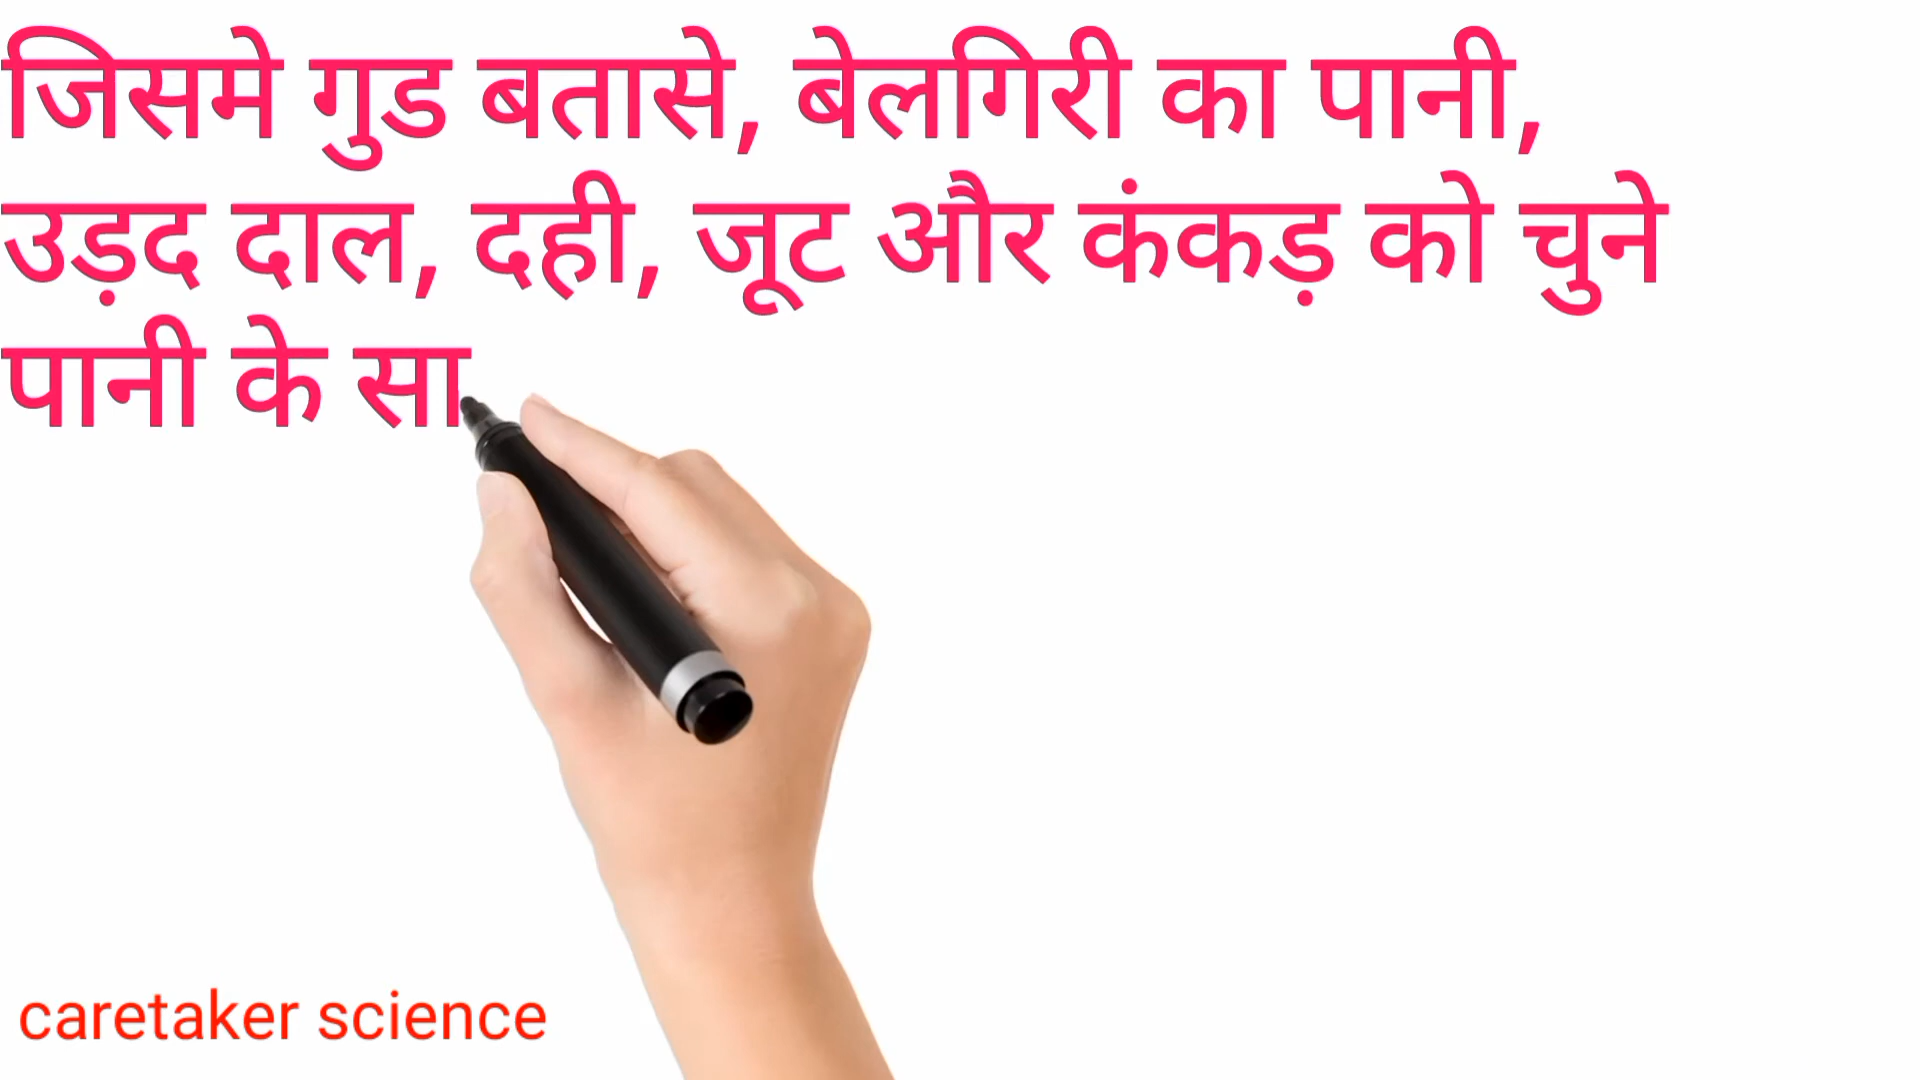 जिसमे गुड बतासे, बेलगिरी का पानी,
उड़द दाल, दही, जूट और कंकड़ को चुने
पानी के सा
caretaker science